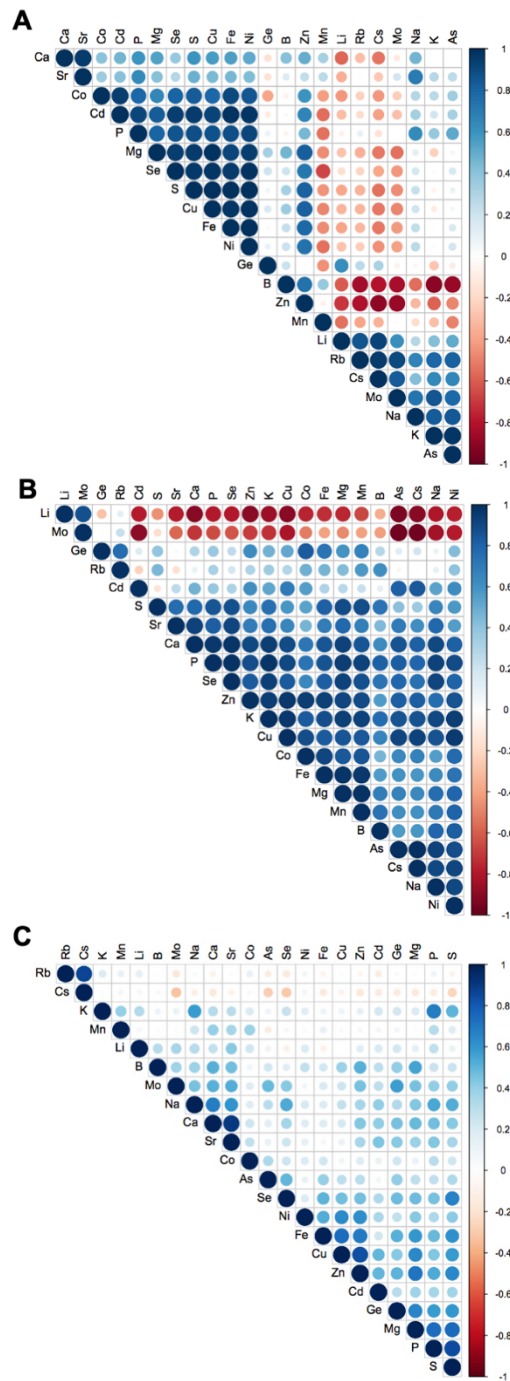 A
Ca Sr Co Cd P Mg Se S Cu Fe Ni Ge B Zn Mn Li Rb Cs Mo Na K As
Ca
Sr
Co
Cd
P
Mg
Se
S
Cu
Fe
Ni
Ge
B
Zn
Mn
Li
Rb
Cs
Mo
Na
K
As
1
0.8
0.6
0.4
0.2
0
-0.2
-0.4
-0.6
-0.8
-1
B
Li Mo Ge Rb Cd S Sr Ca P Se Zn K Cu Co Fe Mg Mn B As Cs Na Ni
Li
Mo
Ge
Rb
Cd
S
Sr
Ca
P
Se
Zn
K
Cu
Co
Fe
Mg
Mn
B
As
Cs
Na
Ni
1
0.8
0.6
0.4
0.2
0
-0.2
-0.4
-0.6
-0.8
-1
C
Rb Cs K Mn Li B Mo Na Ca Sr Co As Se Ni Fe Cu Zn Cd Ge Mg P S
Rb
Cs
K
Mn
Li
B
Mo
Na
Ca
Sr
Co
As
Se
Ni
Fe
Cu
Zn
Cd
Ge
Mg
P
S
1
0.8
0.6
0.4
0.2
0
-0.2
-0.4
-0.6
-0.8
-1